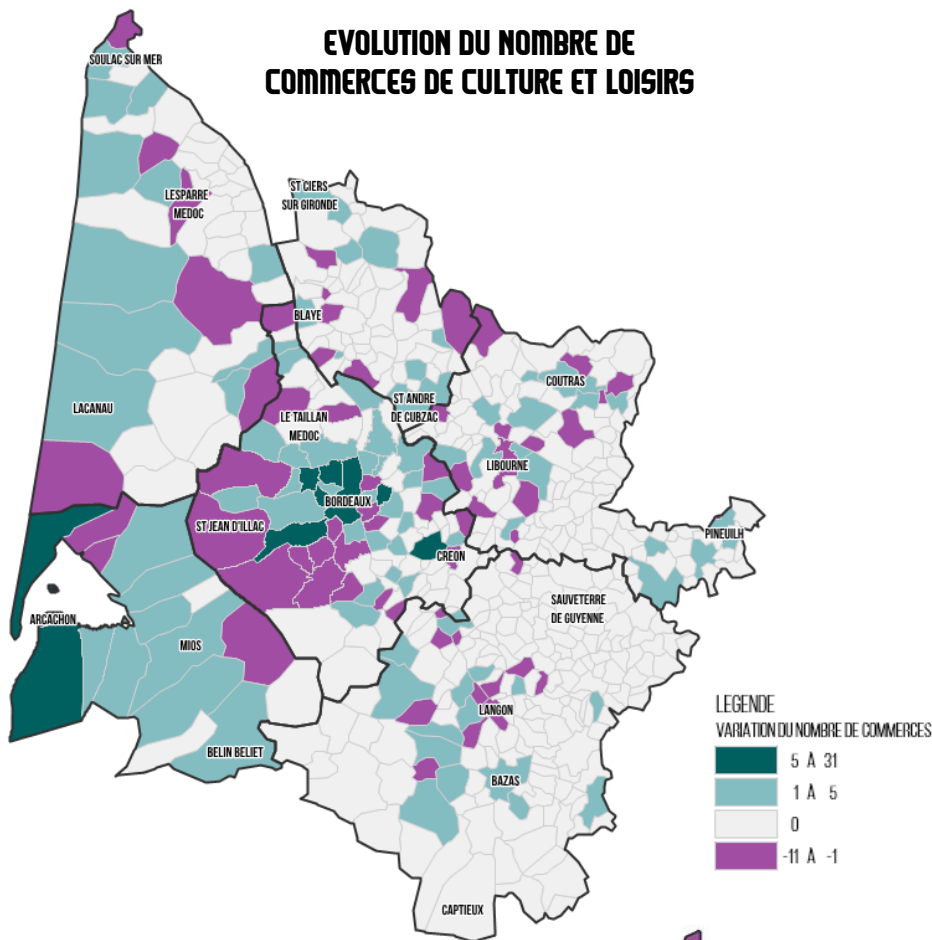 EVOLUTION DU NOMBRE DE
COMMERCES DE CULTURE ET LOISIRS
SOULAC SUR MER
LESPARRE
MEDOC
ST CIERS
SUR GIRONDE
BLAYE
LACANAU
LE TAILLAN
MEDOC
ST ANDRE
DE CUBZAC
COUTRAS
LIBOURNE
BORDEAUX
ST JEAN D'ILLAC
CREON
PINEUILH
ARCACHON
MIOS
SAUVETERRE
DE GUYENNE
LANGON
BELIN BELIET
BAZAS
CAPTIEUX
LEGENDE
VARIATION DU NOMBRE DE COMMERCES
5 À 31
1 À 5
0
-11 À -1